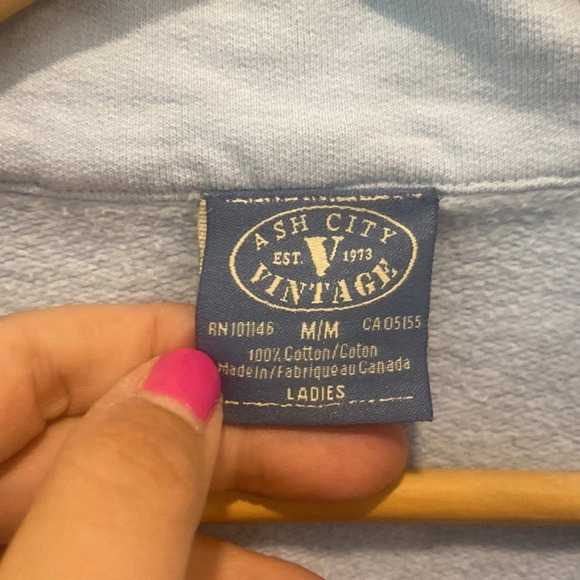 ASH CITY
EST. V 1973
VINTAGE
RN101146 M/M CA05155
100% Cotton/Coton
Made In/Fabriqué au Canada
LADIES